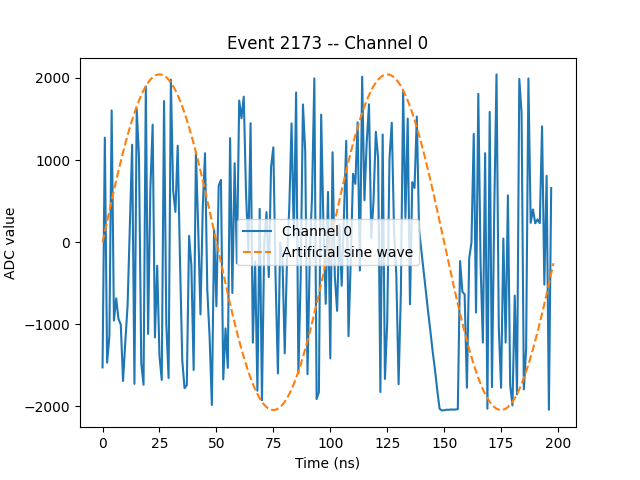 Event 2173 -- Channel 0
ADC value
2000
1000
0
−1000
−2000
Channel 0
Artificial sine wave
0 25 50 75 100 125 150 175 200
Time (ns)